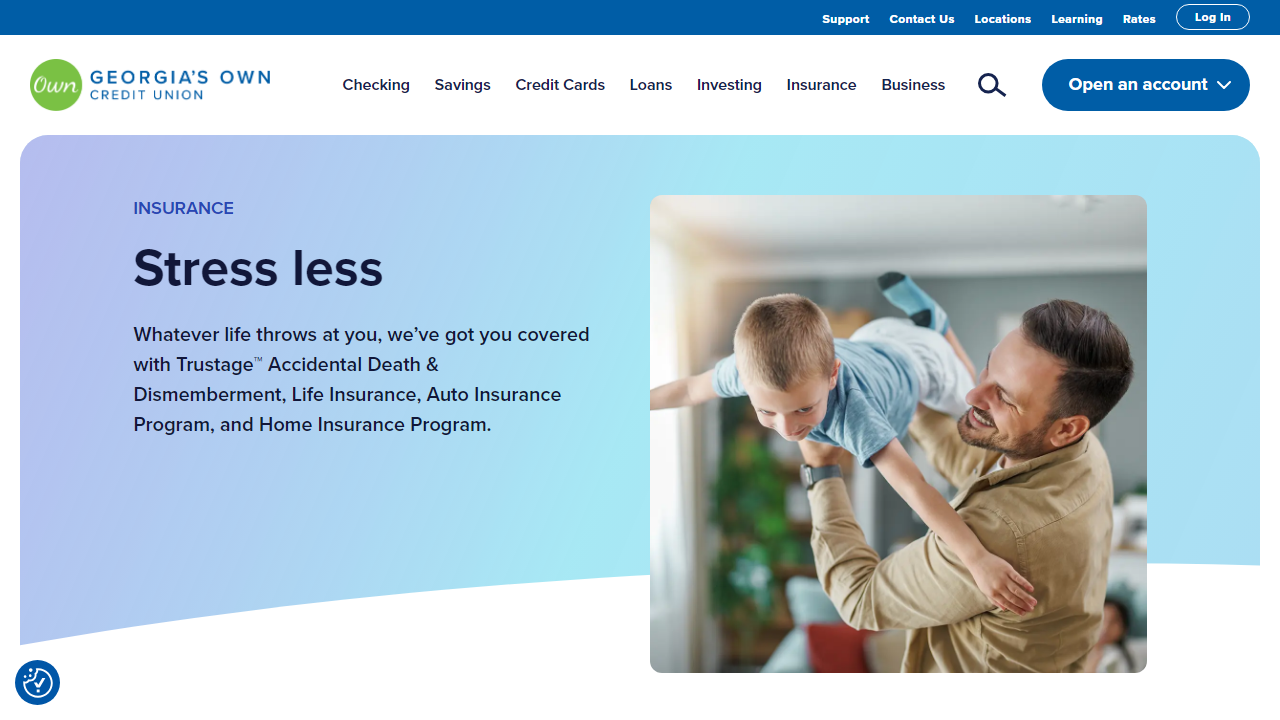 Support Contact Us Locations Learning Rates Log In
Own GEORGIA'S OWN
CREDIT UNION
Checking Savings Credit Cards Loans Investing Insurance Business Open an account
INSURANCE
Stress less
Whatever life throws at you, we’ve got you covered
with Trustage™ Accidental Death &
Dismemberment, Life Insurance, Auto Insurance
Program, and Home Insurance Program.